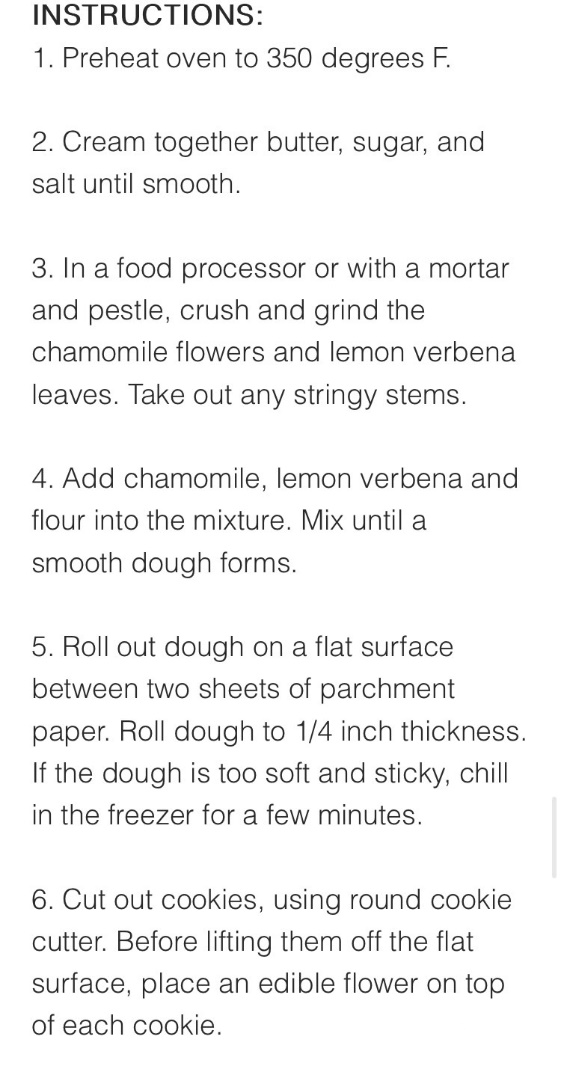 INSTRUCTIONS:
1. Preheat oven to 350 degrees F.
2. Cream together butter, sugar, and
salt until smooth.
3. In a food processor or with a mortar
and pestle, crush and grind the
chamomile flowers and lemon verbena
leaves. Take out any stringy stems.
4. Add chamomile, lemon verbena and
flour into the mixture. Mix until a
smooth dough forms.
5. Roll out dough on a flat surface
between two sheets of parchment
paper. Roll dough to 1/4 inch thickness.
If the dough is too soft and sticky, chill
in the freezer for a few minutes.
6. Cut out cookies, using round cookie
cutter. Before lifting them off the flat
surface, place an edible flower on top
of each cookie.